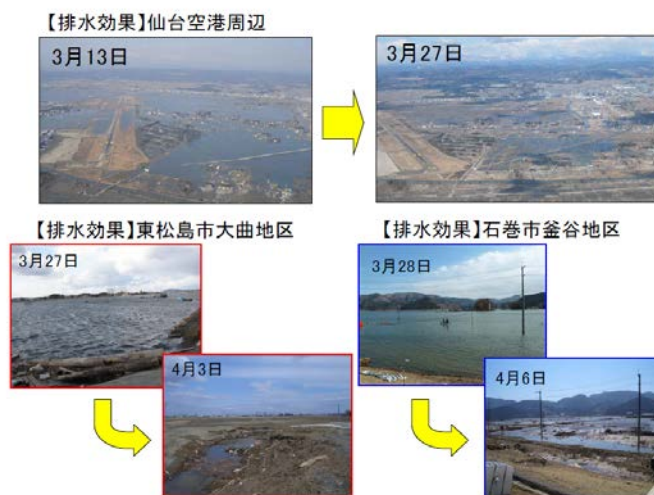 【排水効果】仙台空港周辺
3月13日
3月27日
【排水効果】東松島市大曲地区
3月27日
4月3日
【排水効果】石巻市釜谷地区
3月28日
4月6日